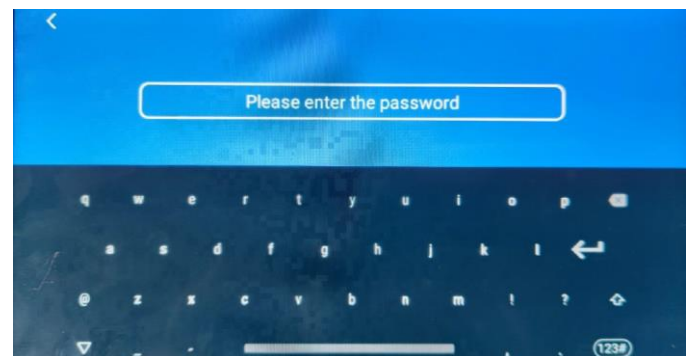 Please enter the password
q w e r t y u i o p
a s d f g h j k l
@ z x c v b n m ! ?
123#